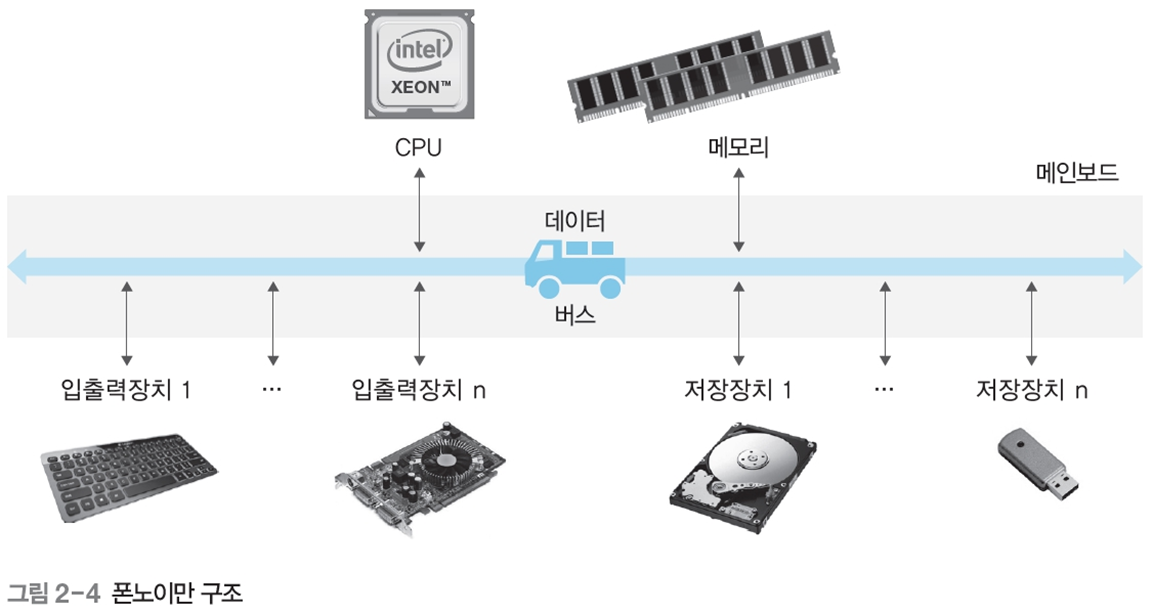 intel
XEON™
CPU
메모리
메인보드
데이터
버스
입출력장치 1
...
입출력장치 n
저장장치 1
...
저장장치 n
그림 2-4 폰노이만 구조